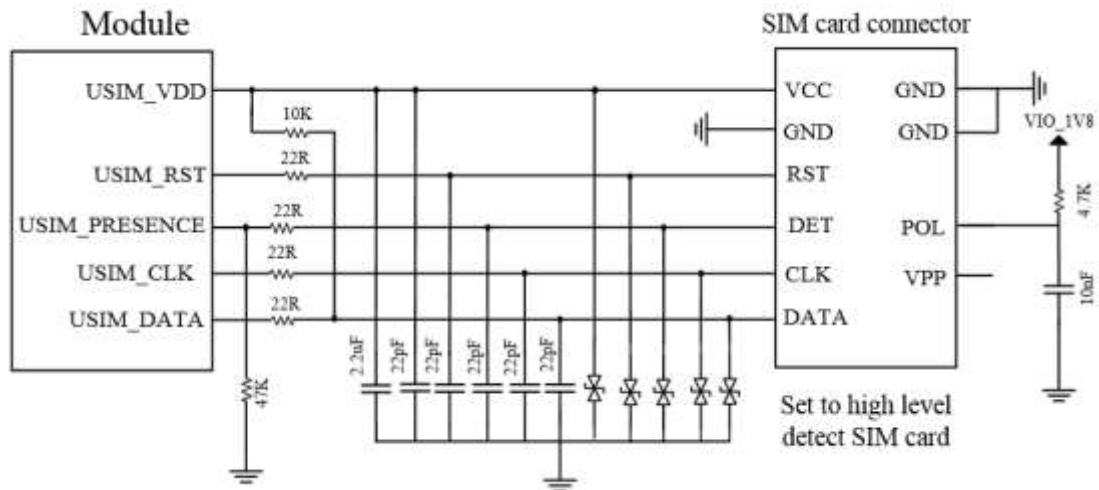 Module
SIM card connector
USIM_VDD
VCC
GND
10K
GND
GND
VIO_1V8
22R
USIM_RST
RST
4.7K
22R
USIM_PRESENCE
DET
POL
22R
USIM_CLK
CLK
VPP
10nF
22R
USIM_DATA
DATA
2.2uF
22pF
22pF
22pF
22pF
22pF
47K
Set to high level
detect SIM card